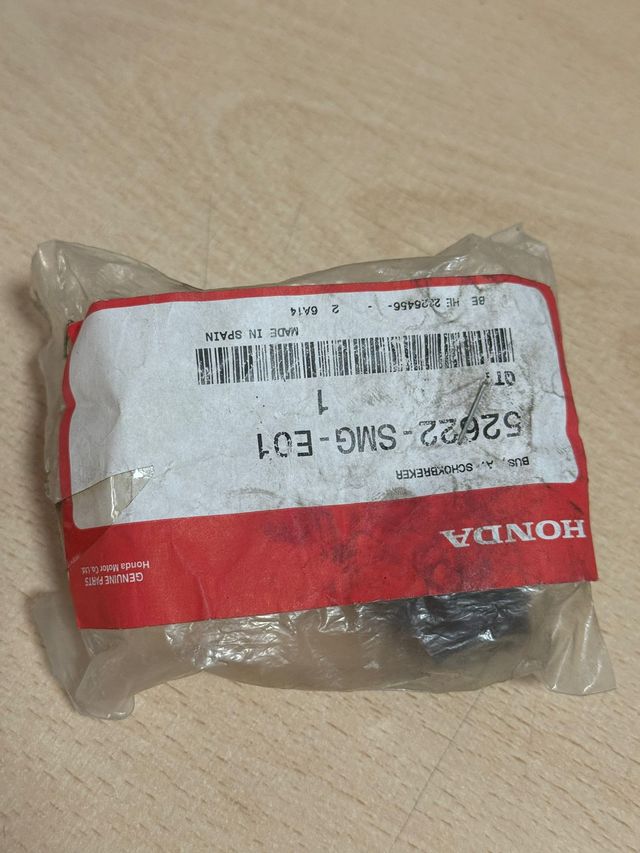 HONDA
GENUINE PARTS
Honda Motor Co., Ltd.
BUS, A. SCHOKBREKER
52622-SMG-E01
QT: 1
MADE IN SPAIN
BE HE 2226456- - 2 6A14